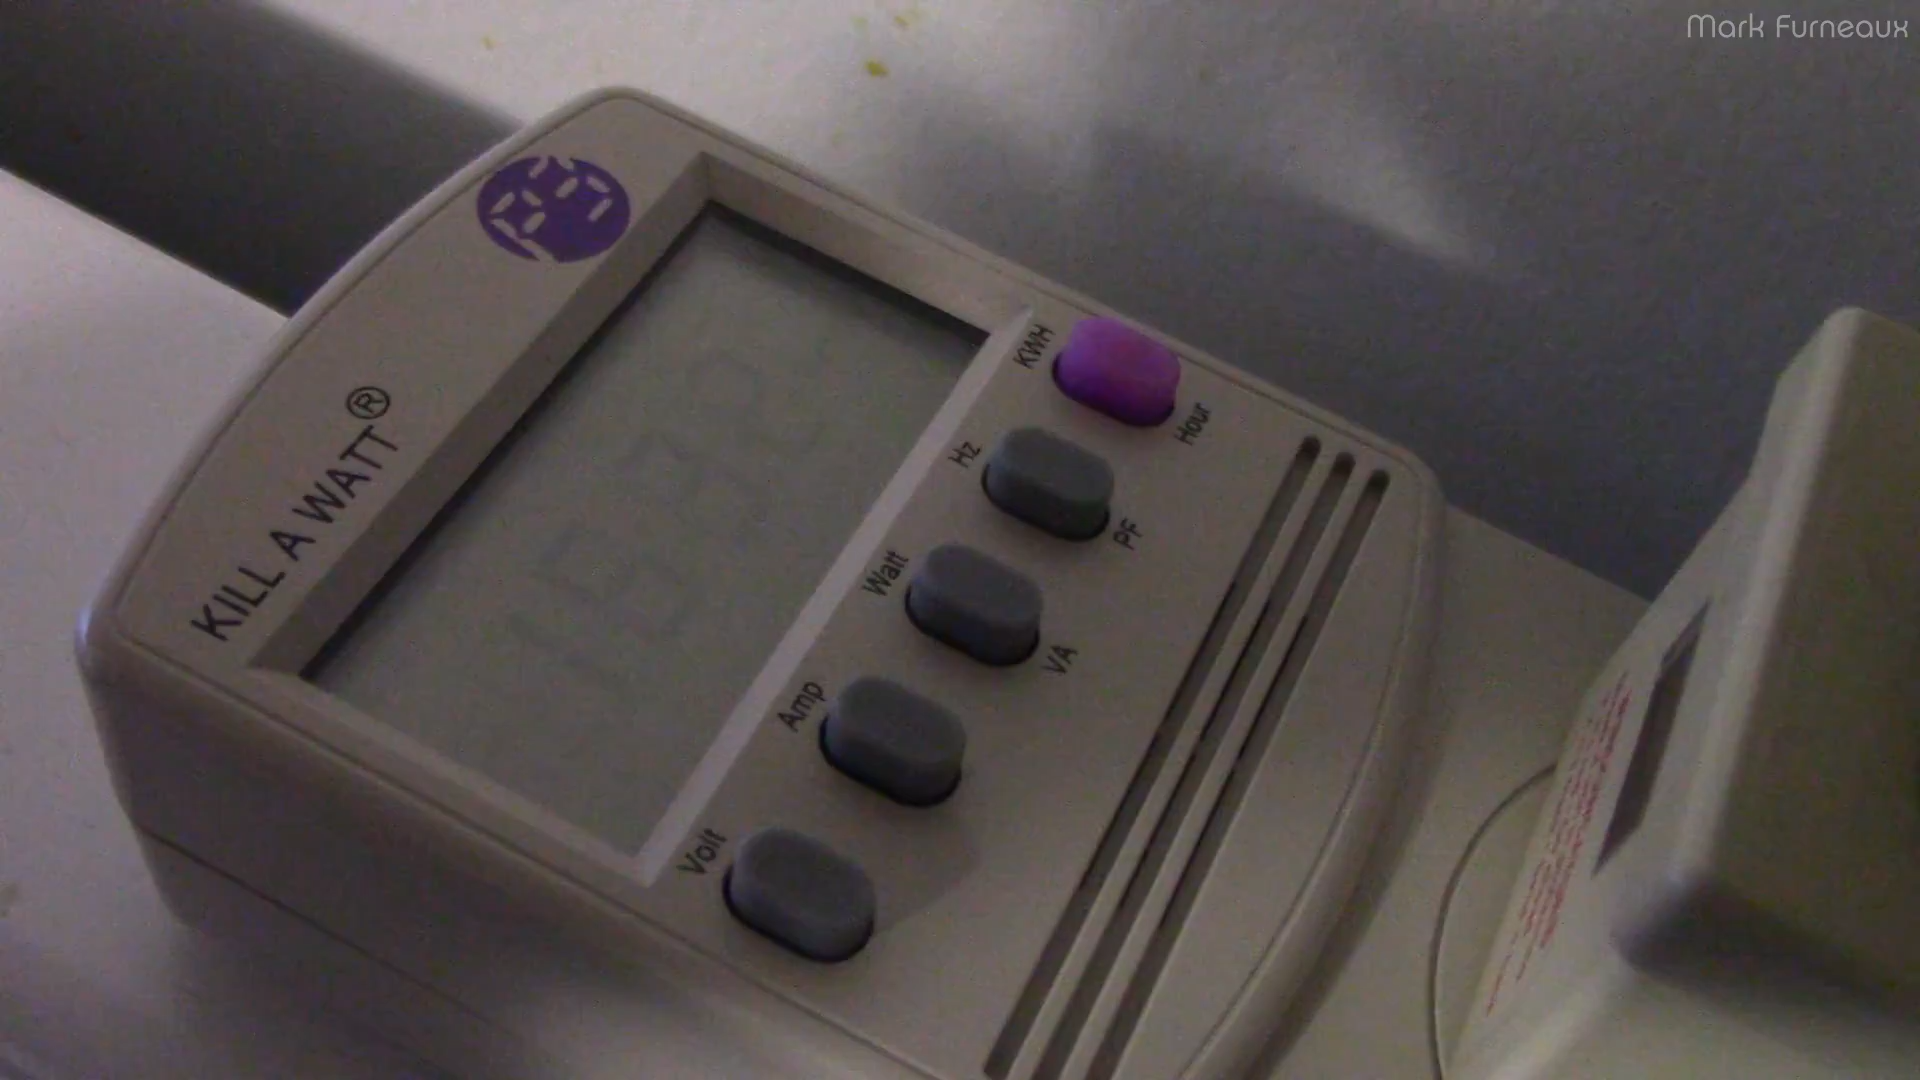 Mark Furneaux
KILL A WATT®
KWH
Hour
Hz
PF
Watt
VA
Amp
Volt